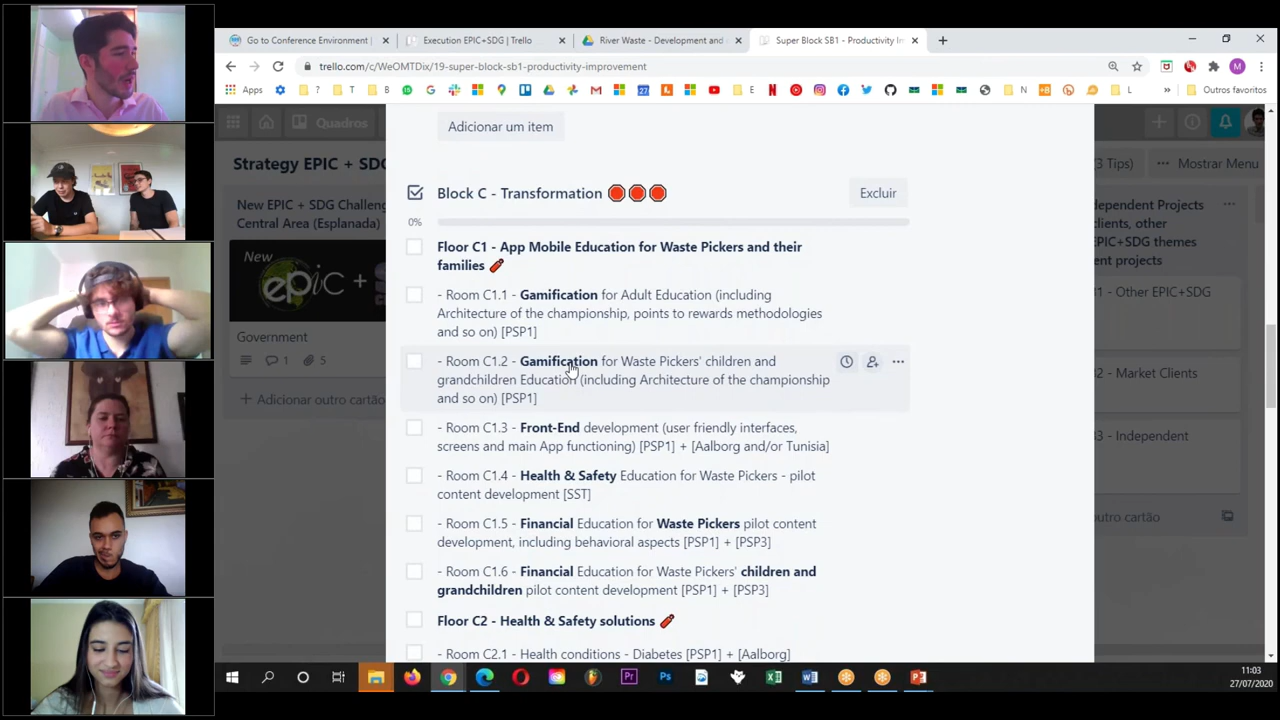 Go to Conference Environment |
Execution EPIC+SDG | Trello
River Waste - Development and
Super Block SB1 - Productivity Im
trello.com/c/WeOMTDix/19-super-block-sb1-productivity-improvement
M
Apps
?
T
B
G
27
E
N
+B
L
»
Outros favoritos
Quadros
Strategy EPIC + SDG
(3 Tips)
Mostrar Menu
New EPIC + SDG Challeng
Central Area (Esplanada)
New
epic +
Government
1
5
+ Adicionar outro cartão
Adicionar um item
Block C - Transformation
Excluir
0%
Floor C1 - App Mobile Education for Waste Pickers and their
families
- Room C1.1 - Gamification for Adult Education (including
Architecture of the championship, points to rewards methodologies
and so on) [PSP1]
- Room C1.2 - Gamification for Waste Pickers' children and
grandchildren Education (including Architecture of the championship
and so on) [PSP1]
- Room C1.3 - Front-End development (user friendly interfaces,
screens and main App functioning) [PSP1] + [Aalborg and/or Tunisia]
- Room C1.4 - Health & Safety Education for Waste Pickers - pilot
content development [SST]
- Room C1.5 - Financial Education for Waste Pickers pilot content
development, including behavioral aspects [PSP1] + [PSP3]
- Room C1.6 - Financial Education for Waste Pickers' children and
grandchildren pilot content development [PSP1] + [PSP3]
Floor C2 - Health & Safety solutions
- Room C2.1 - Health conditions - Diabetes [PSP1] + [Aalborg]
dependent Projects
clients, other
EPIC+SDG themes
ent projects
1 - Other EPIC+SDG
2 - Market Clients
3 - Independent
outro cartão
Pr
Ps
11:03
27/07/2020